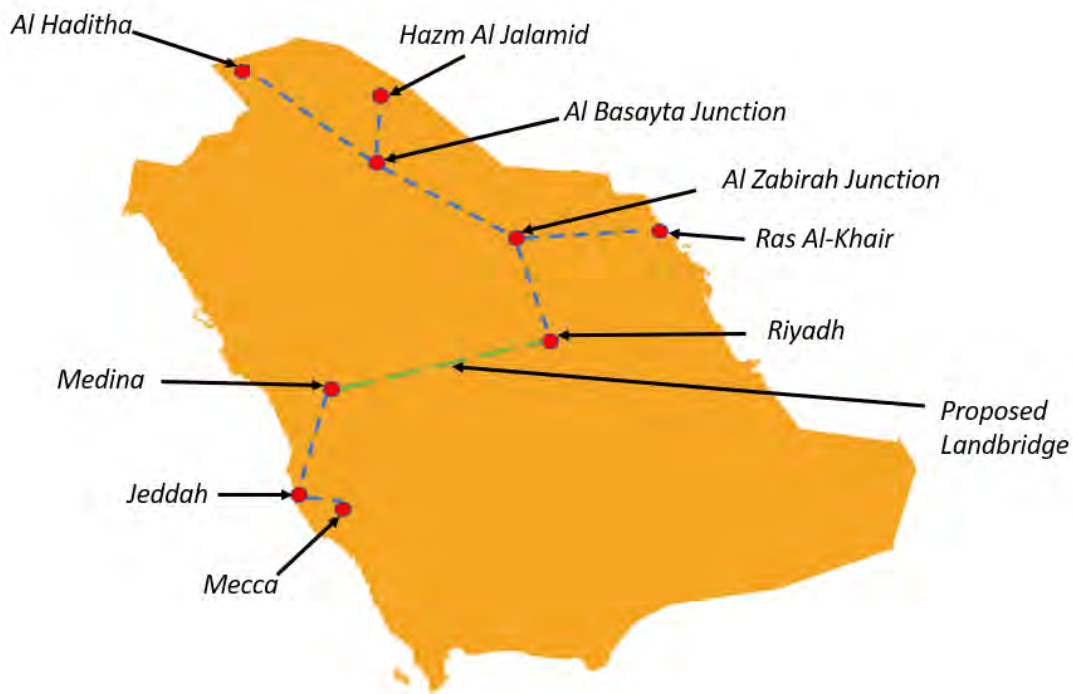 Al Haditha
Hazm Al Jalamid
Al Basayta Junction
Al Zabirah Junction
Ras Al-Khair
Riyadh
Medina
Proposed
Landbridge
Jeddah
Mecca